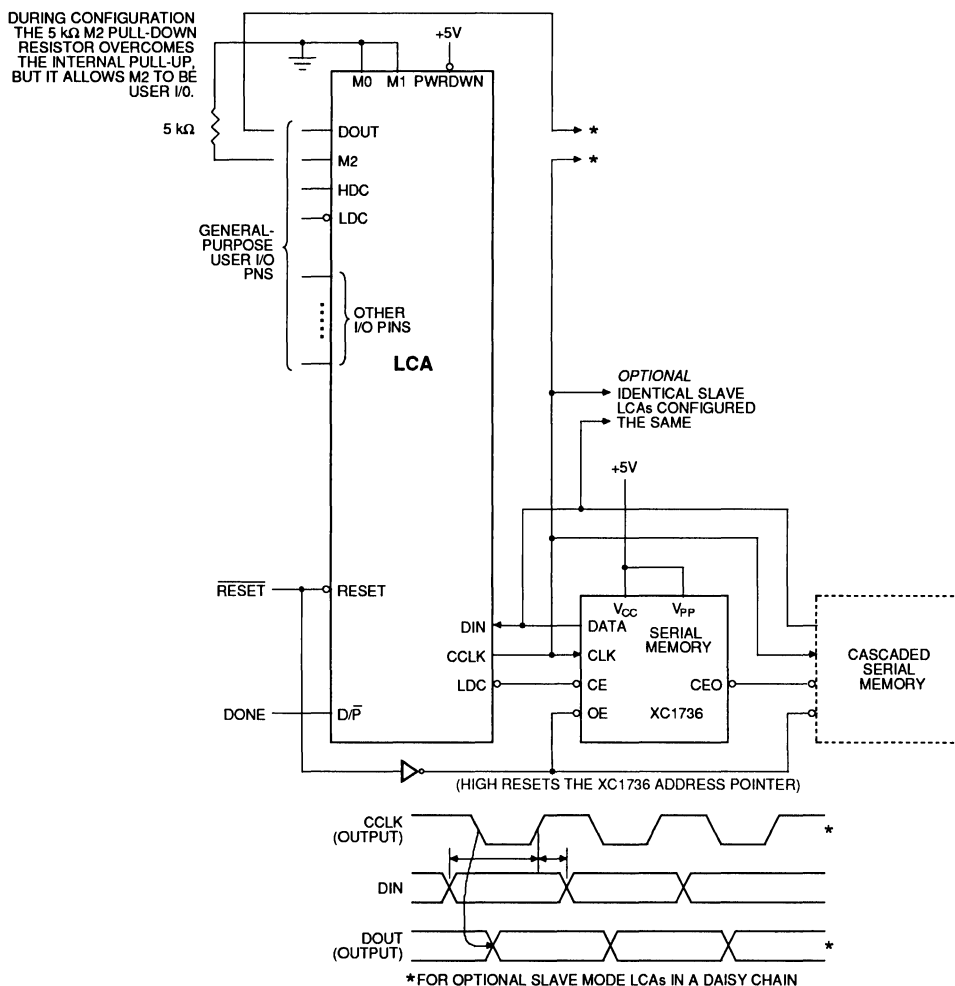 DURING CONFIGURATION
THE 5 kΩ M2 PULL-DOWN
RESISTOR OVERCOMES
THE INTERNAL PULL-UP,
BUT IT ALLOWS M2 TO BE
USER I/0.
+5V
M0 M1 PWRDWN
5 kΩ
DOUT
*
M2
*
HDC
LDC
GENERAL-
PURPOSE
USER I/O
PNS
OTHER
I/O PINS
LCA
OPTIONAL
IDENTICAL SLAVE
LCAs CONFIGURED
THE SAME
+5V
RESET
RESET
VCC VPP
DIN
DATA
SERIAL
MEMORY
CCLK
CLK
LDC
CE
CEO
OE
XC1736
CASCADED
SERIAL
MEMORY
DONE
D/P̅
(HIGH RESETS THE XC1736 ADDRESS POINTER)
CCLK
(OUTPUT)
*
DIN
DOUT
(OUTPUT)
*
*FOR OPTIONAL SLAVE MODE LCAs IN A DAISY CHAIN